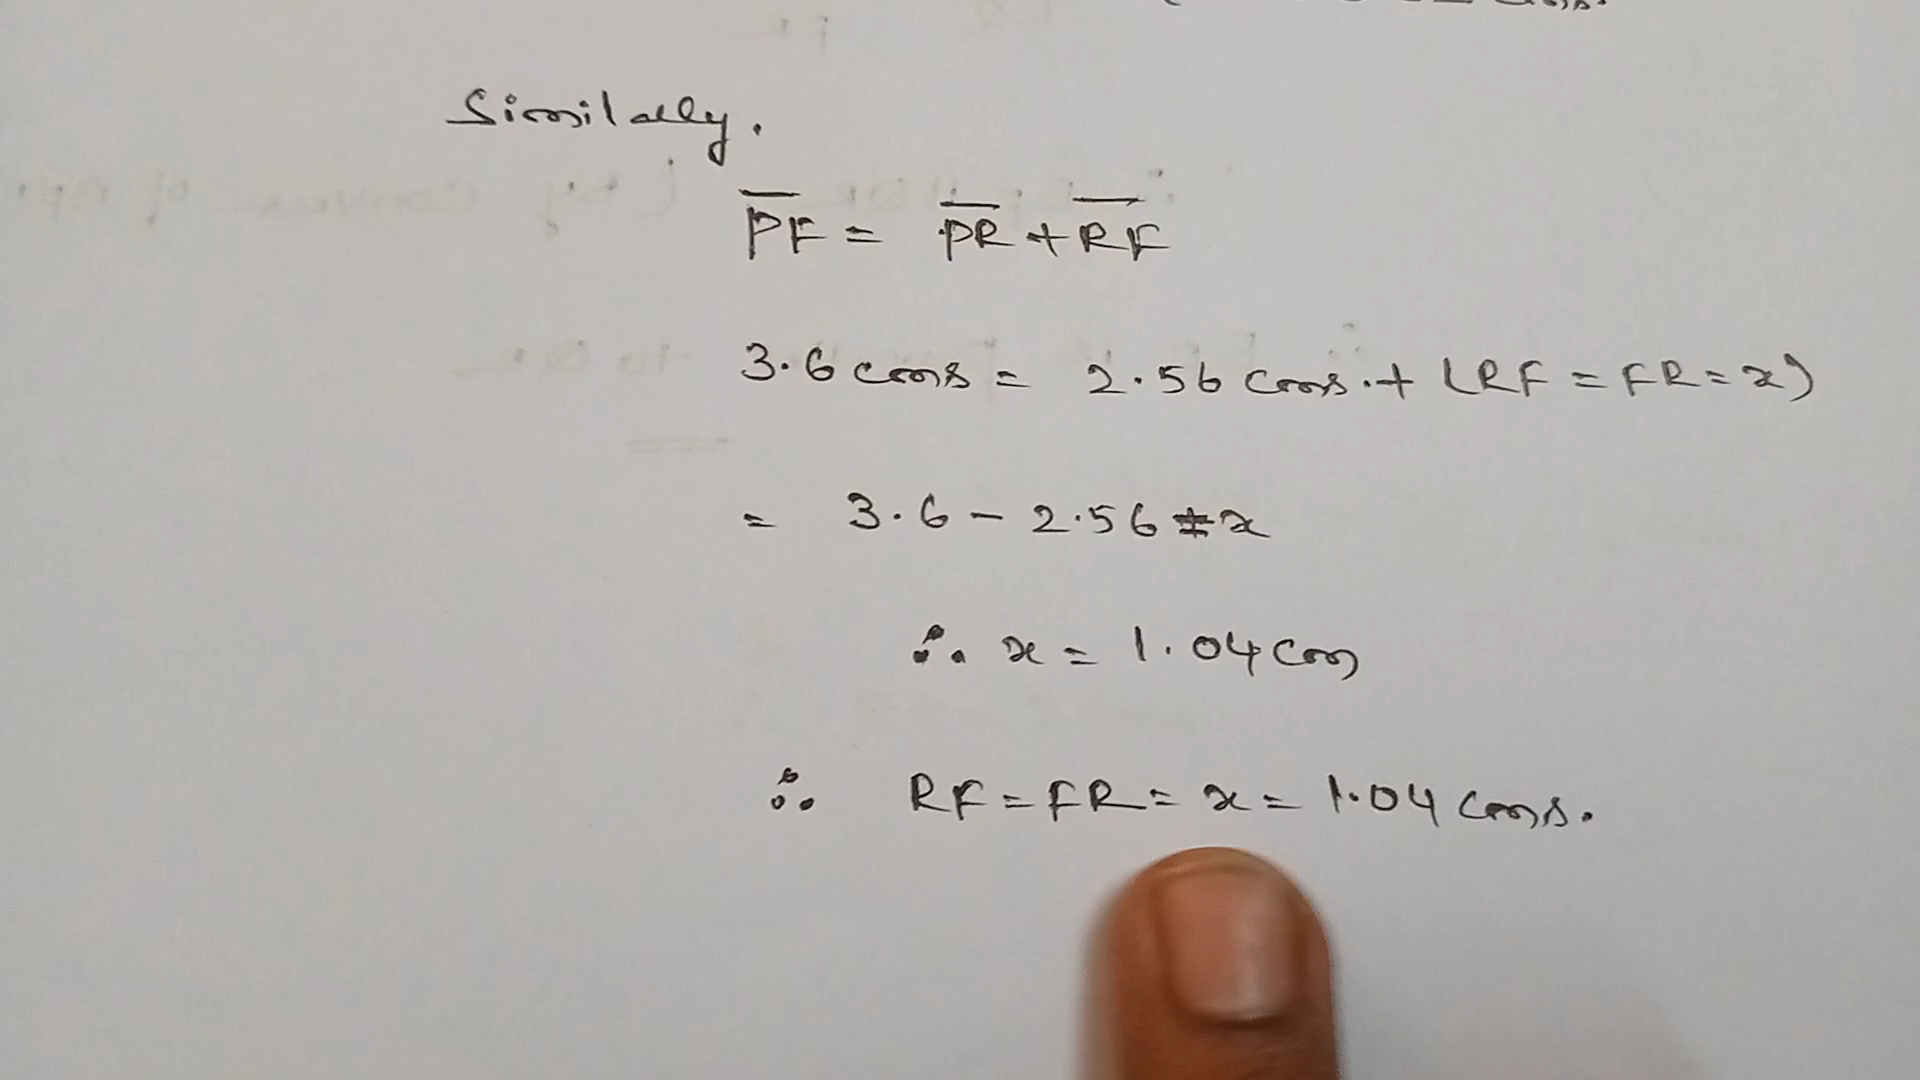 Similarly.
PF = PR + RF
3.6 cms = 2.56 cms. + (RF = FR = x)
= 3.6 - 2.56 = x
∴ x = 1.04 cm
∴ RF = FR = x = 1.04 cms.